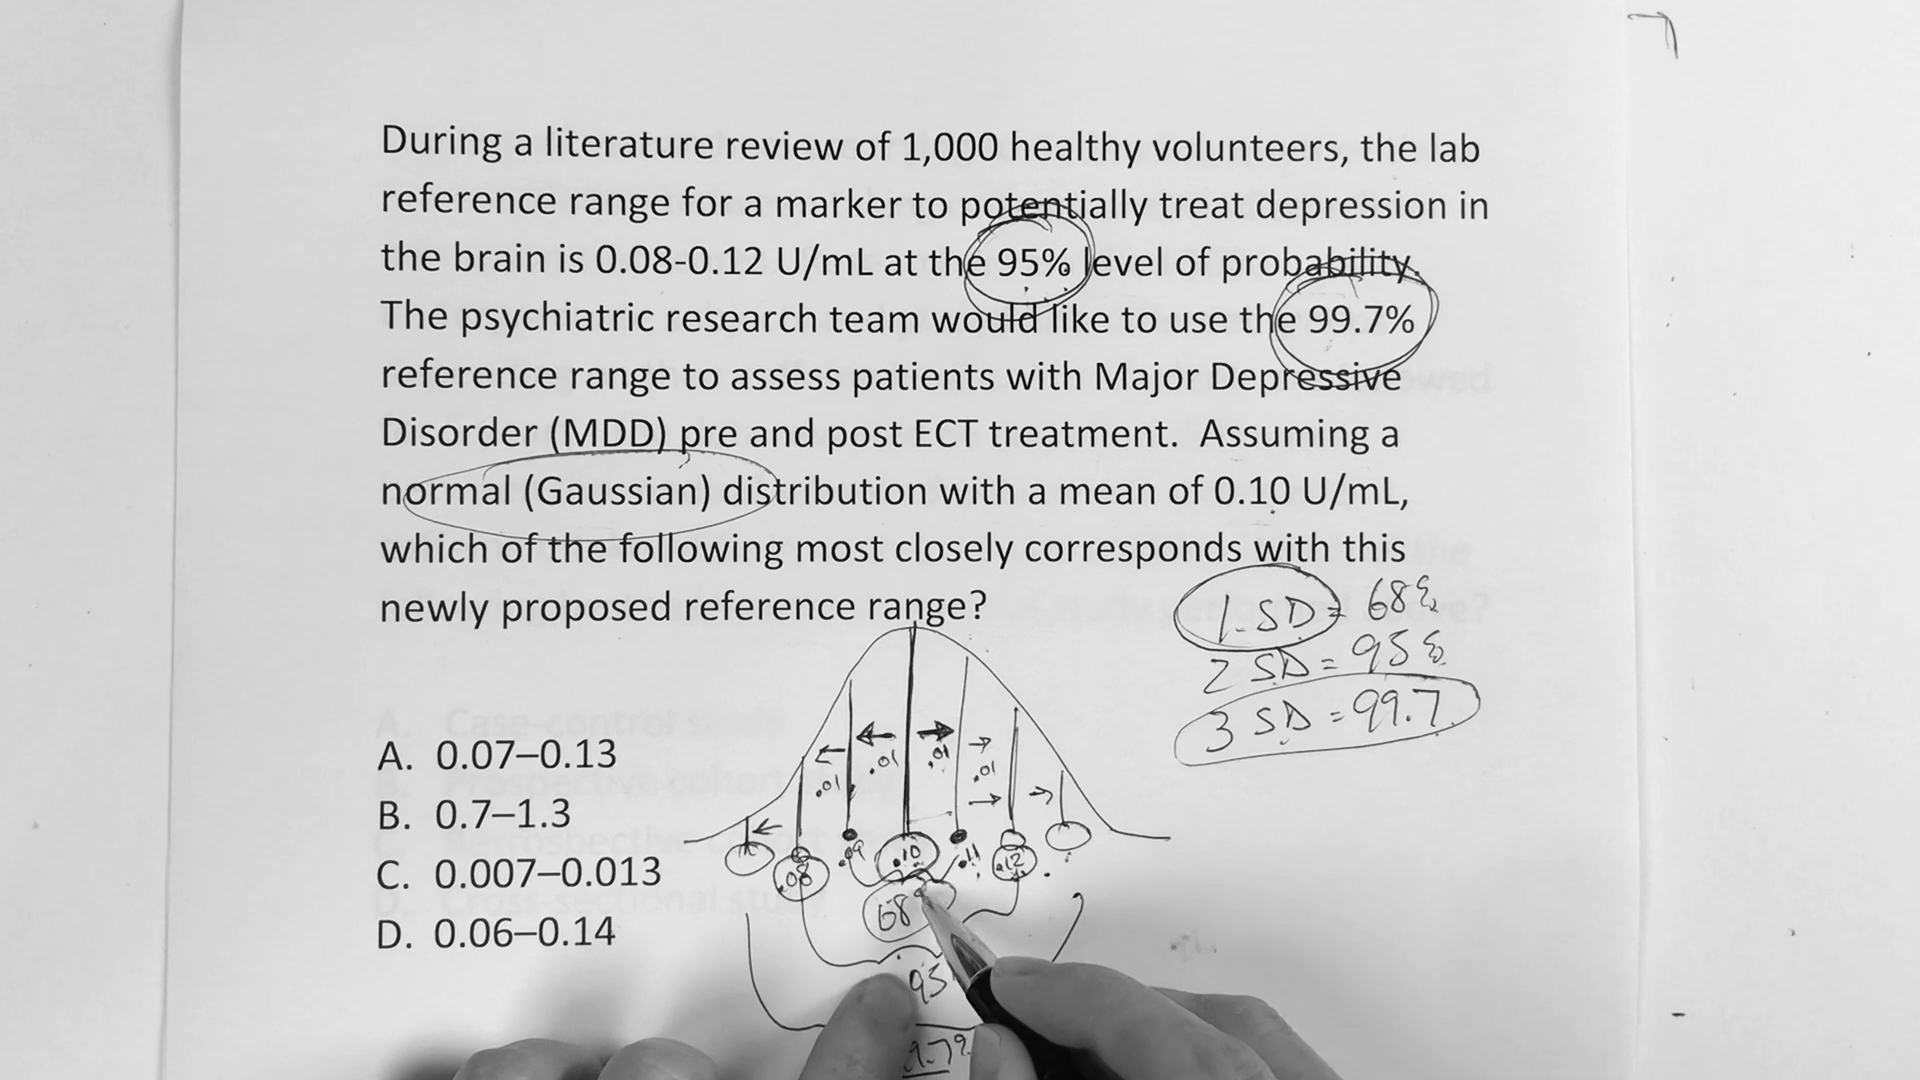 During a literature review of 1,000 healthy volunteers, the lab
reference range for a marker to potentially treat depression in
the brain is 0.08-0.12 U/mL at the 95% level of probability.
The psychiatric research team would like to use the 99.7%
reference range to assess patients with Major Depressive
Disorder (MDD) pre and post ECT treatment. Assuming a
normal (Gaussian) distribution with a mean of 0.10 U/mL,
which of the following most closely corresponds with this
newly proposed reference range?
1 SD = 68%
2 SD = 95%
3 SD = 99.7
A. 0.07–0.13
B. 0.7–1.3
C. 0.007–0.013
D. 0.06–0.14
.01 .01 .01 .01
.08 .09 .10 .11 .12
68
95